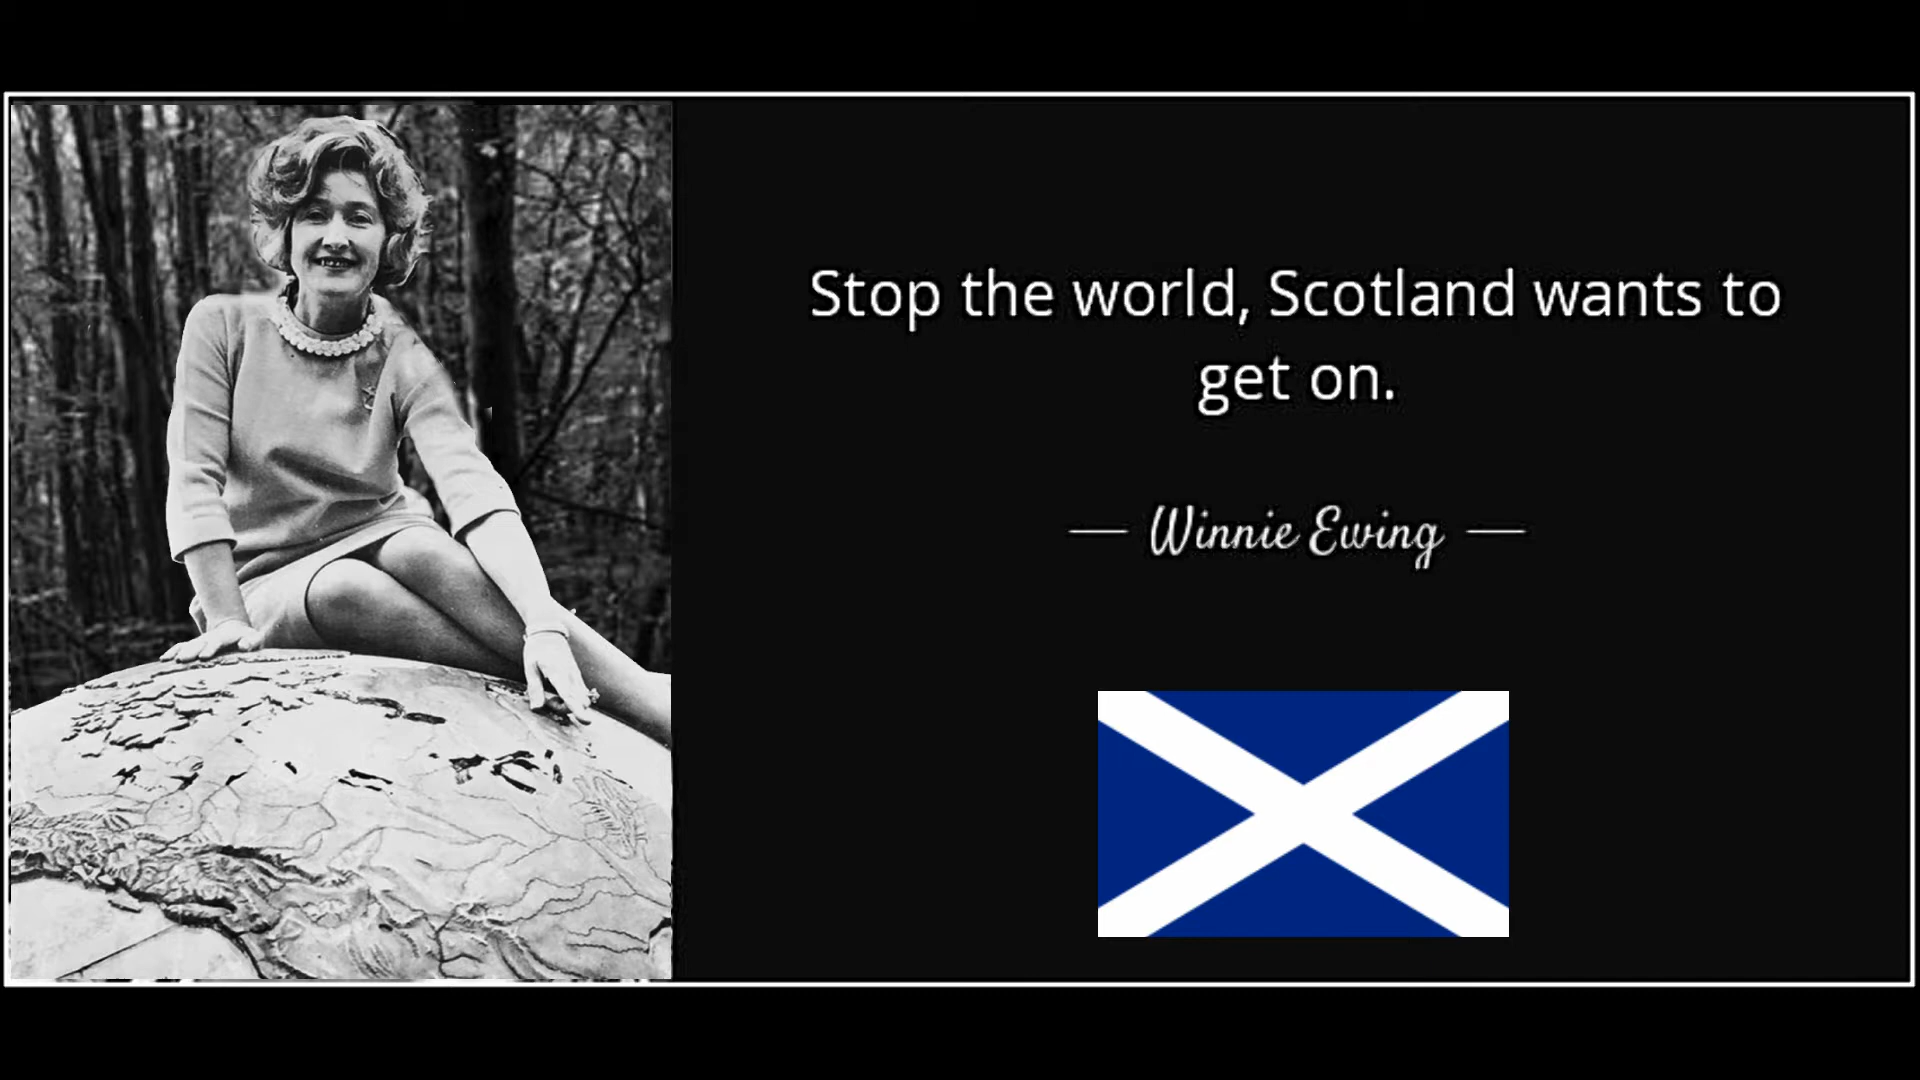 Stop the world, Scotland wants to
get on.
— Winnie Ewing —